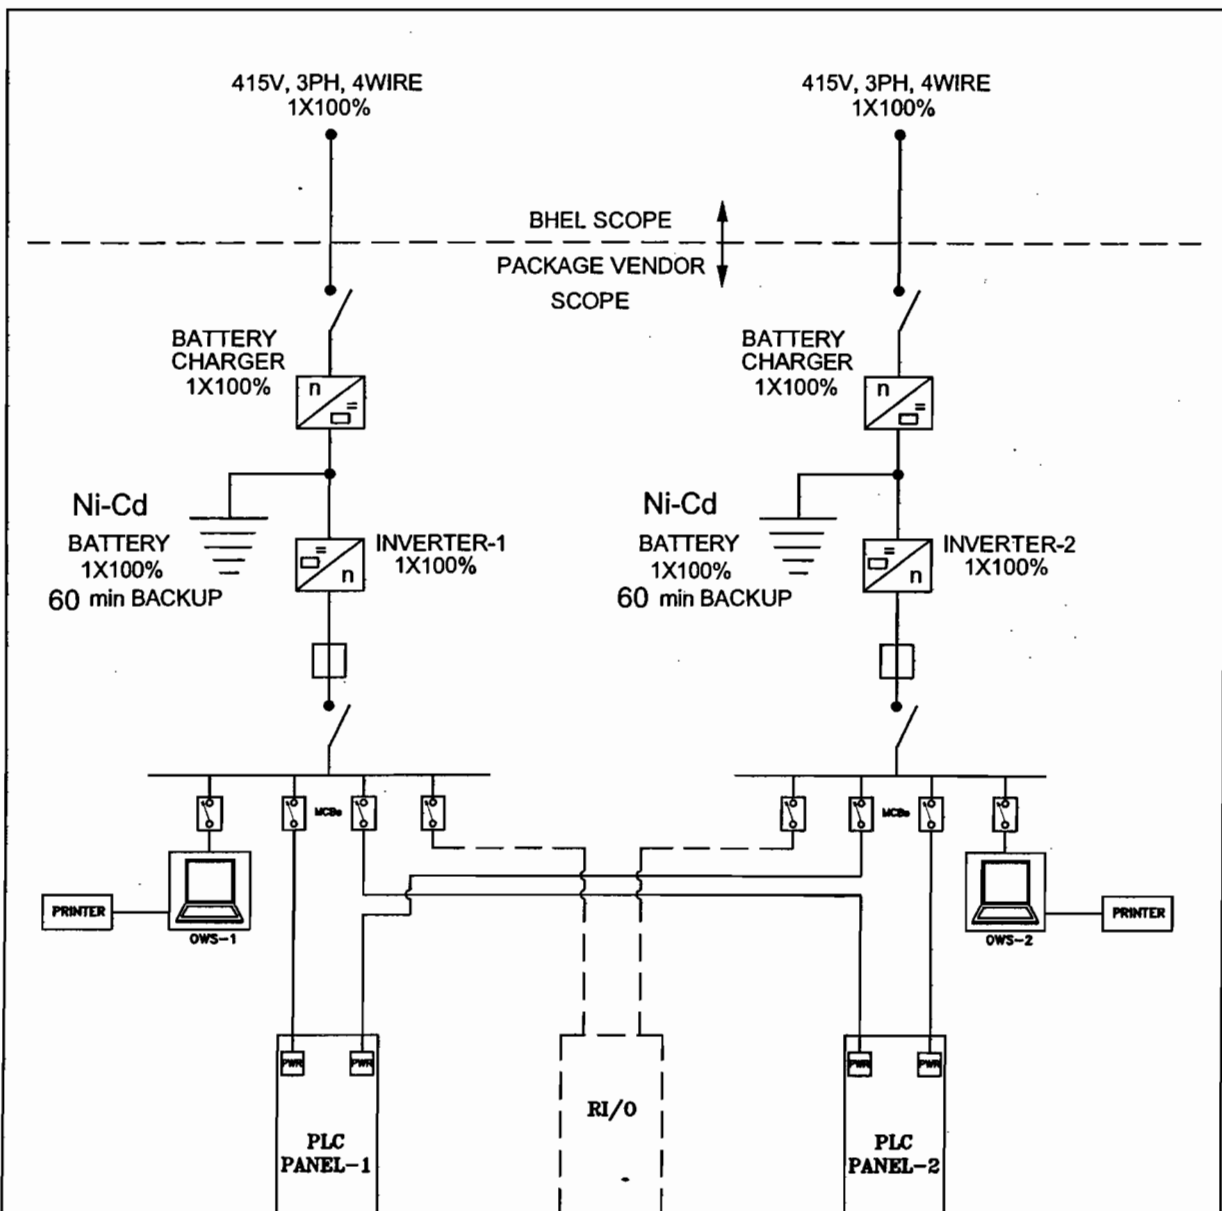 415V, 3PH, 4WIRE
1X100%
415V, 3PH, 4WIRE
1X100%
BHEL SCOPE
PACKAGE VENDOR
SCOPE
BATTERY
CHARGER
1X100%
n
=
BATTERY
CHARGER
1X100%
n
=
Ni-Cd
BATTERY
1X100%
60 min BACKUP
=
n
INVERTER-1
1X100%
Ni-Cd
BATTERY
1X100%
60 min BACKUP
=
n
INVERTER-2
1X100%
MCBs
MCBs
PRINTER
OWS-1
OWS-2
PRINTER
PWR
PWR
PLC
PANEL-1
RI/O
PWR
PWR
PLC
PANEL-2